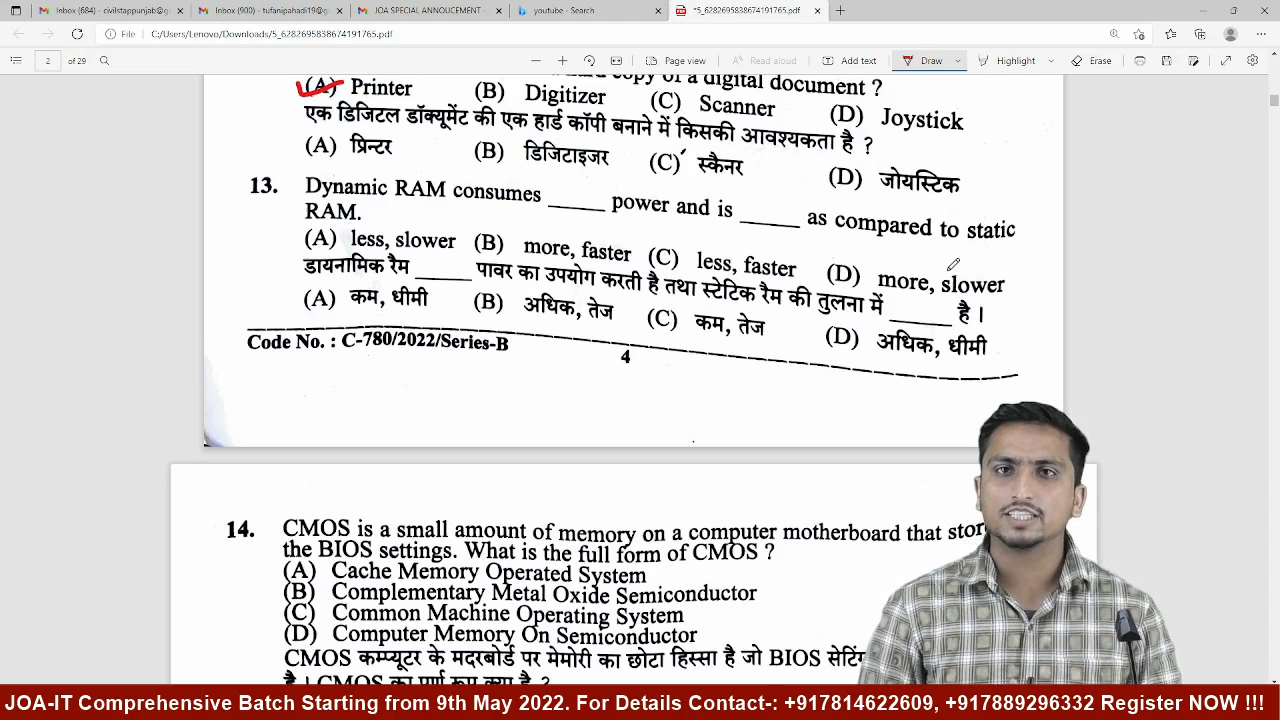 Inbox (684) - civilstappunjab@g
Inbox (900) - tufanipahadi19@g
JOA SPECIAL ANNOUCEMENT -
youtube - Search
*5_6282695838674191765.pdf
File
C:/Users/Lenovo/Downloads/5_6282695838674191765.pdf
2 of 29
Page view
Read aloud
Add text
Draw
Highlight
Erase
copy of a digital document ?
(A) Printer (B) Digitizer (C) Scanner (D) Joystick
एक डिजिटल डॉक्यूमेंट की एक हार्ड कॉपी बनाने में किसकी आवश्यकता है ?
(A) प्रिन्टर (B) डिजिटाइजर (C) स्कैनर (D) जोयस्टिक
13. Dynamic RAM consumes _____ power and is _____ as compared to static
RAM.
(A) less, slower (B) more, faster (C) less, faster (D) more, slower
डायनामिक रैम _____ पावर का उपयोग करती है तथा स्टेटिक रैम की तुलना में _____ है ।
(A) कम, धीमी (B) अधिक, तेज (C) कम, तेज (D) अधिक, धीमी
Code No. : C-780/2022/Series-B
4
14. CMOS is a small amount of memory on a computer motherboard that stor
the BIOS settings. What is the full form of CMOS ?
(A) Cache Memory Operated System
(B) Complementary Metal Oxide Semiconductor
(C) Common Machine Operating System
(D) Computer Memory On Semiconductor
CMOS कम्प्यूटर के मदरबोर्ड पर मेमोरी का छोटा हिस्सा है जो BIOS सेटिंग
है । CMOS का पूर्ण रूप क्या है ?
JOA-IT Comprehensive Batch Starting from 9th May 2022. For Details Contact-: +917814622609, +917889296332 Register NOW !!!